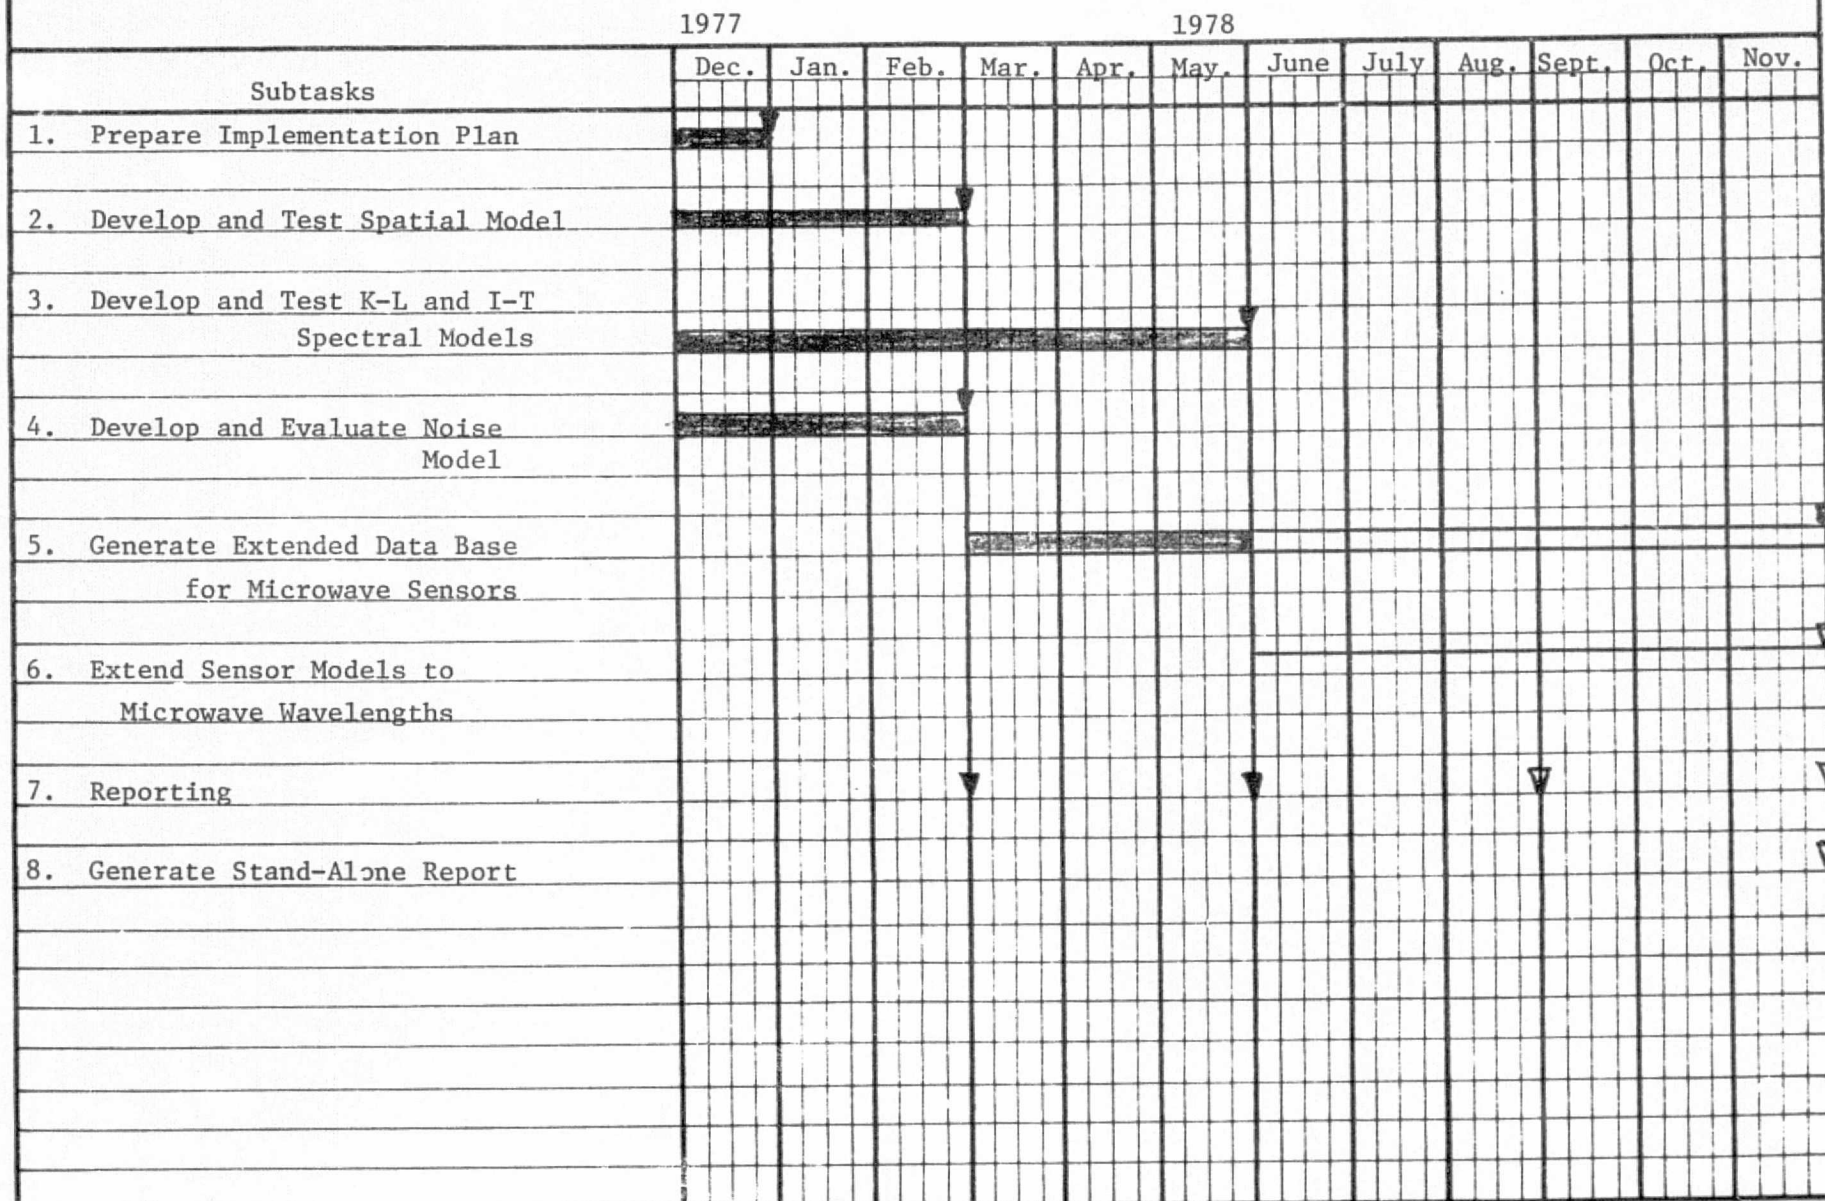 1977 1978
Dec. Jan. Feb. Mar. Apr. May. June July Aug. Sept. Oct. Nov.
Subtasks
1. Prepare Implementation Plan
2. Develop and Test Spatial Model
3. Develop and Test K-L and I-T
Spectral Models
4. Develop and Evaluate Noise
Model
5. Generate Extended Data Base
for Microwave Sensors
6. Extend Sensor Models to
Microwave Wavelengths
7. Reporting
8. Generate Stand-Alone Report